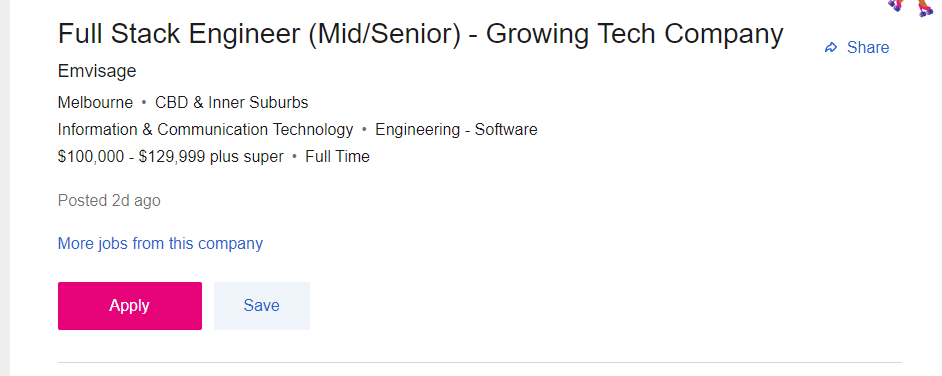 Full Stack Engineer (Mid/Senior) - Growing Tech Company
Share
Emvisage
Melbourne • CBD & Inner Suburbs
Information & Communication Technology • Engineering - Software
$100,000 - $129,999 plus super • Full Time
Posted 2d ago
More jobs from this company
Apply
Save